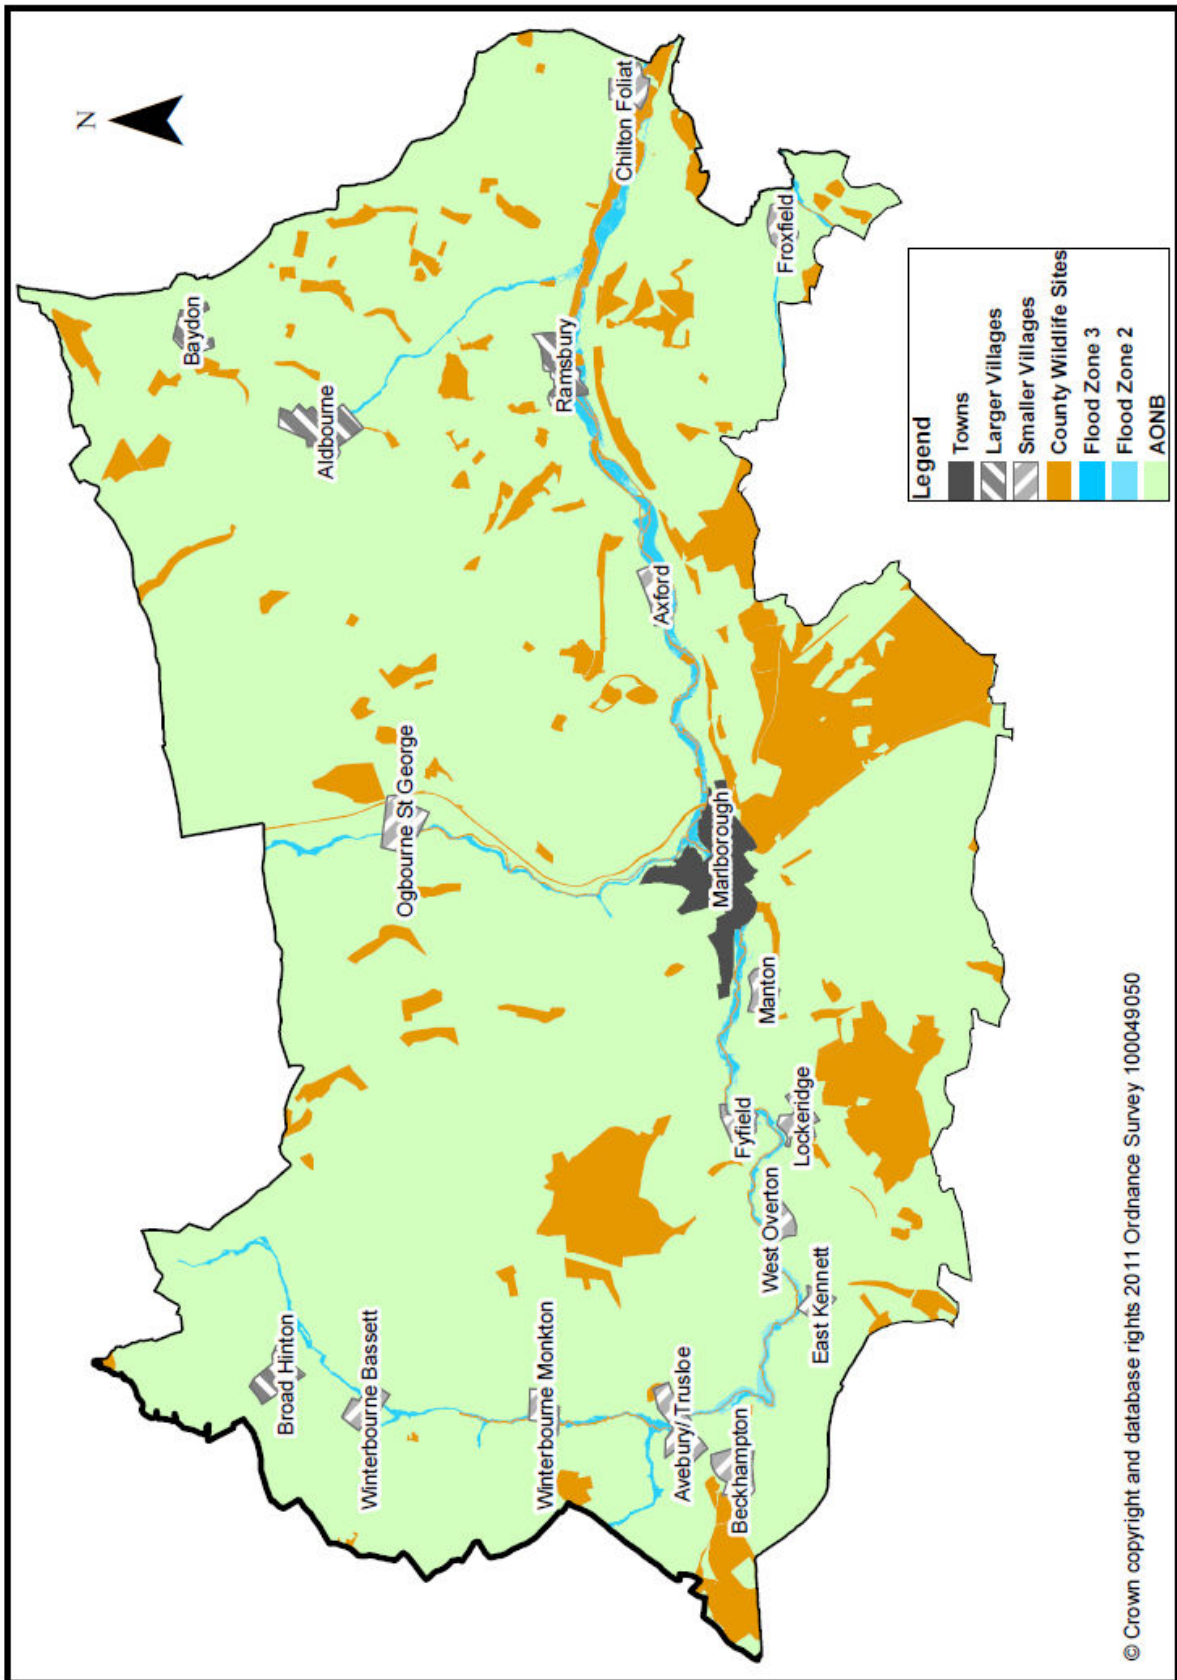 N
Baydon
Aldbourne
Chilton Foliat
Ramsbury
Froxfield
Axford
Ogbourne St George
Marlborough
Manton
Fyfield
Lockeridge
West Overton
East Kennett
Broad Hinton
Winterbourne Bassett
Winterbourne Monkton
Avebury/ Trusloe
Beckhampton
Legend
Towns
Larger Villages
Smaller Villages
County Wildlife Sites
Flood Zone 3
Flood Zone 2
AONB
© Crown copyright and database rights 2011 Ordnance Survey 100049050